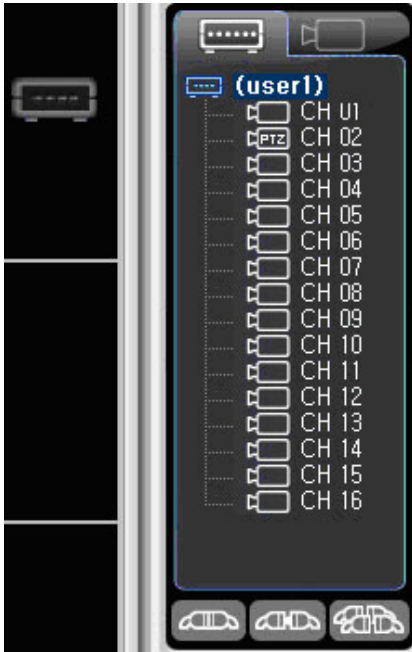 (user1)
CH 01
PTZ CH 02
CH 03
CH 04
CH 05
CH 06
CH 07
CH 08
CH 09
CH 10
CH 11
CH 12
CH 13
CH 14
CH 15
CH 16